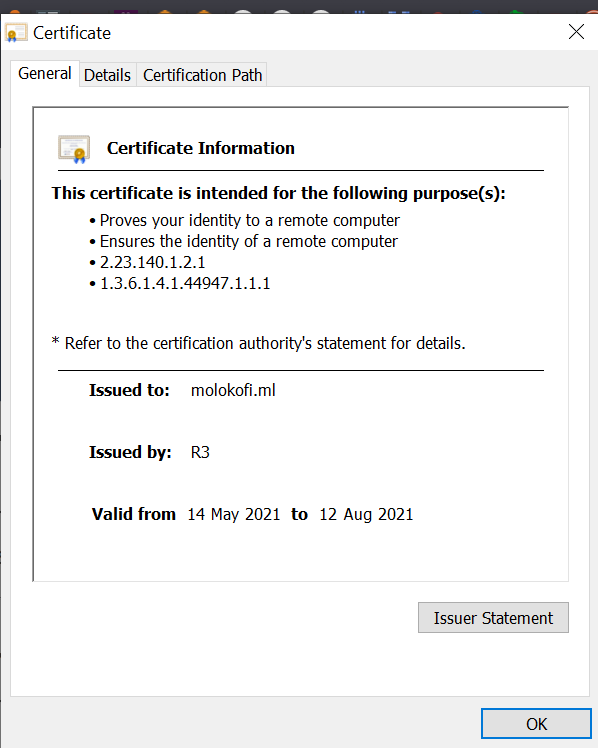 Certificate
General Details Certification Path
Certificate Information
This certificate is intended for the following purpose(s):
• Proves your identity to a remote computer
• Ensures the identity of a remote computer
• 2.23.140.1.2.1
• 1.3.6.1.4.1.44947.1.1.1
* Refer to the certification authority's statement for details.
Issued to: molokofi.ml
Issued by: R3
Valid from 14 May 2021 to 12 Aug 2021
Issuer Statement
OK